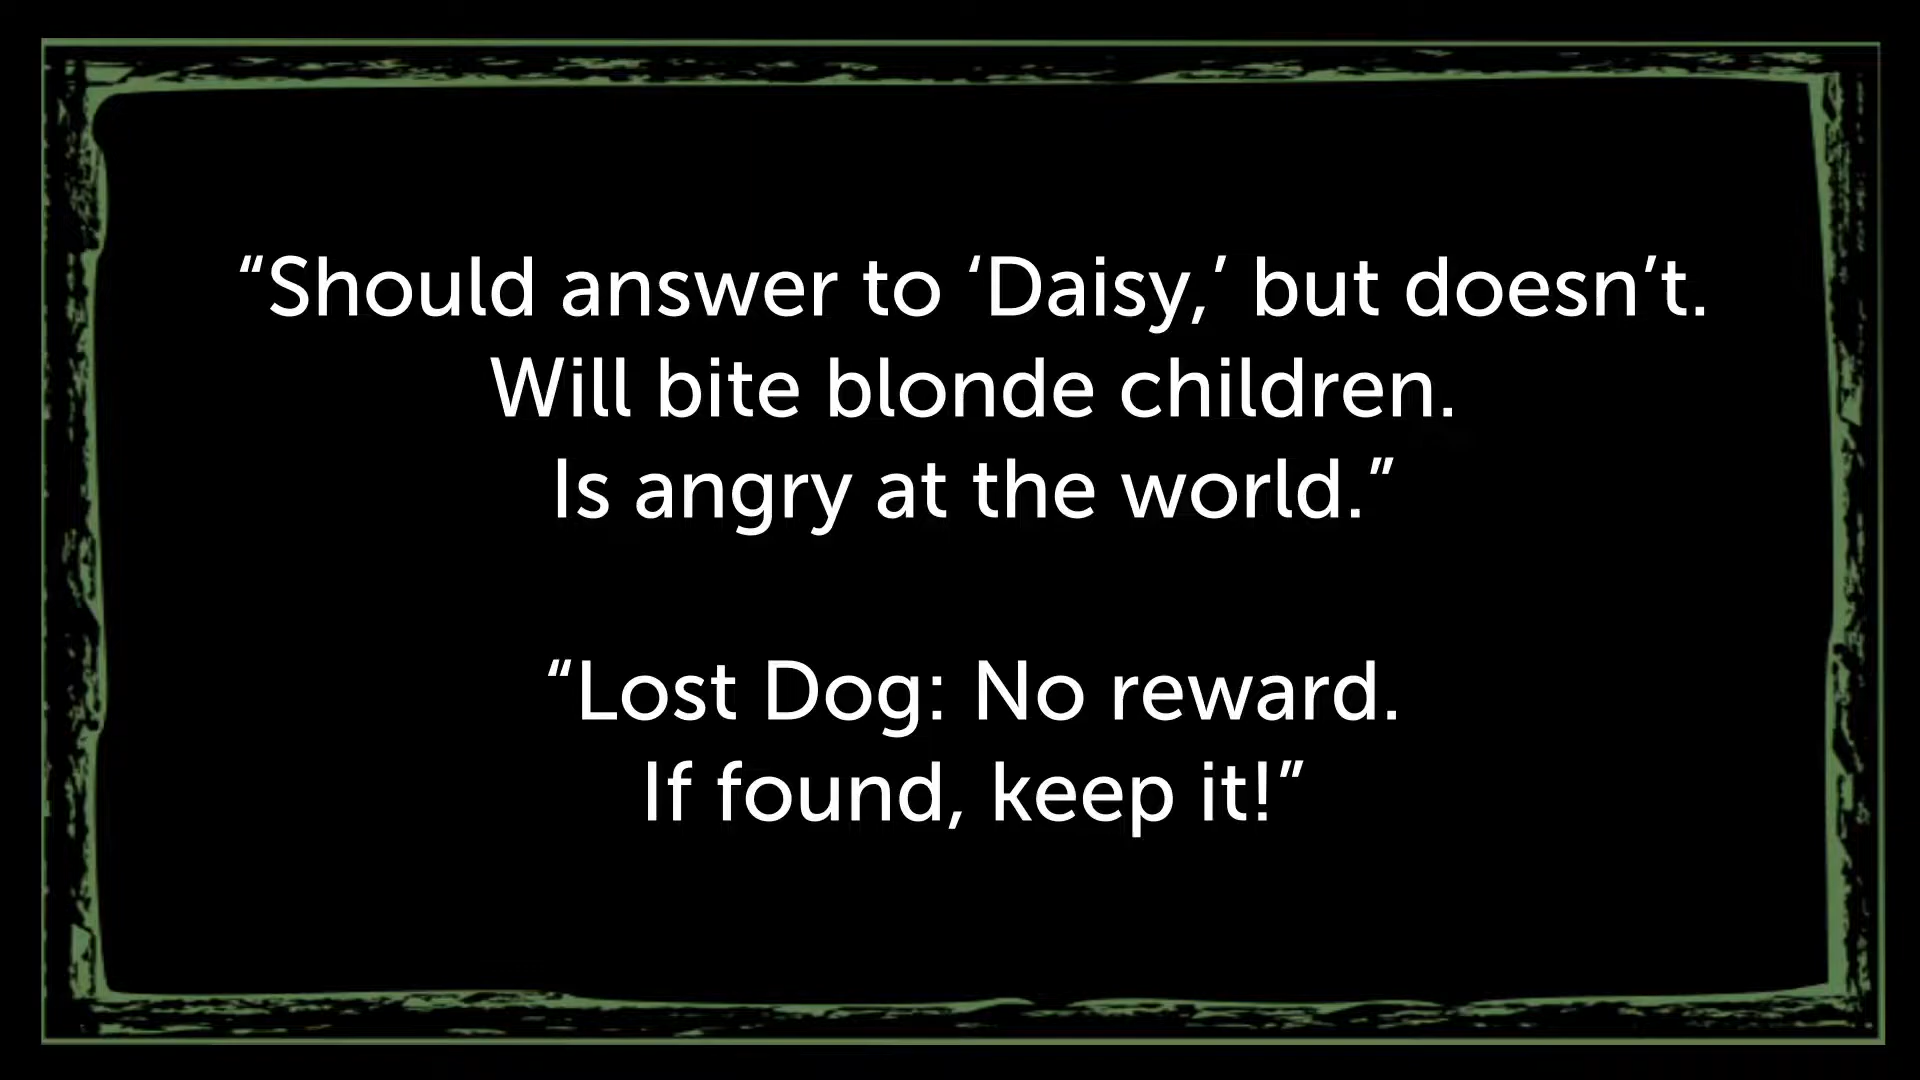 “Should answer to ‘Daisy,’ but doesn’t.
Will bite blonde children.
Is angry at the world.”
“Lost Dog: No reward.
If found, keep it!”